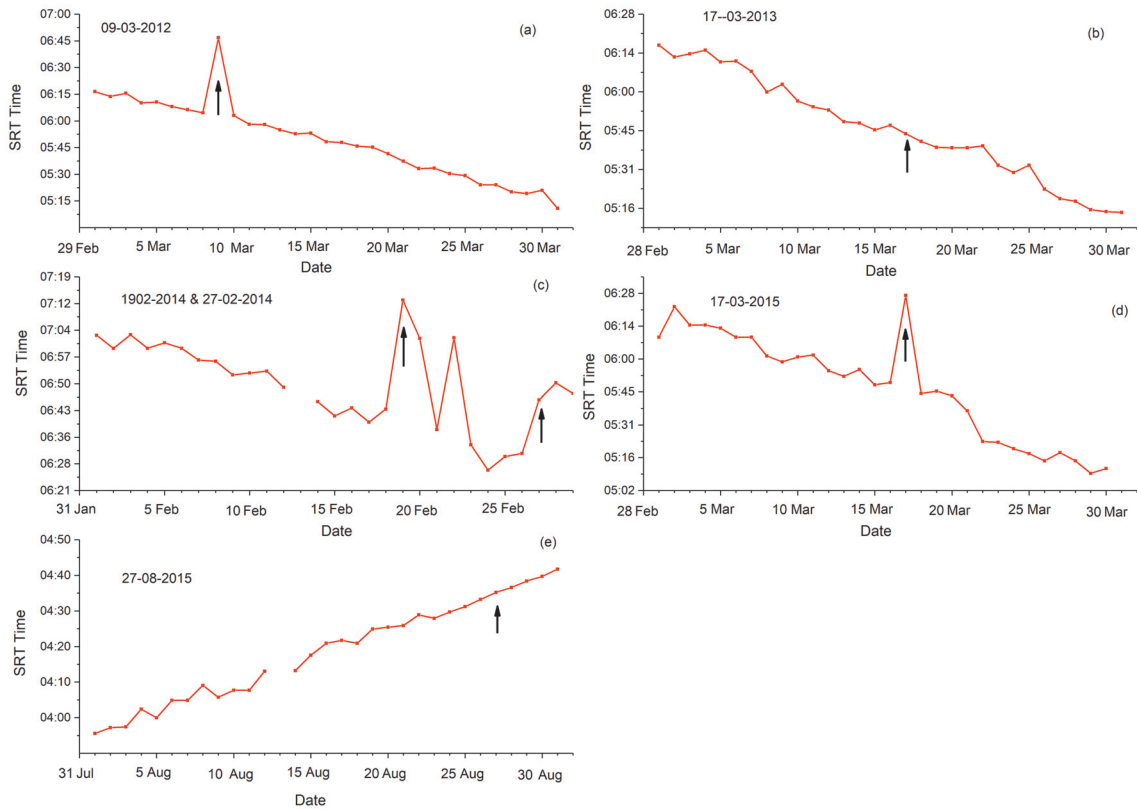 09-03-2012
(a)
SRT Time
07:00
06:45
06:30
06:15
06:00
05:45
05:30
05:15
29 Feb 5 Mar 10 Mar 15 Mar 20 Mar 25 Mar 30 Mar
Date
17--03-2013
(b)
SRT Time
06:28
06:14
06:00
05:45
05:31
05:16
28 Feb 5 Mar 10 Mar 15 Mar 20 Mar 25 Mar 30 Mar
Date
1902-2014 & 27-02-2014
(c)
SRT Time
07:19
07:12
07:04
06:57
06:50
06:43
06:36
06:28
06:21
31 Jan 5 Feb 10 Feb 15 Feb 20 Feb 25 Feb
Date
17-03-2015
(d)
SRT Time
06:28
06:14
06:00
05:45
05:31
05:16
05:02
28 Feb 5 Mar 10 Mar 15 Mar 20 Mar 25 Mar 30 Mar
Date
27-08-2015
(e)
SRT Time
04:50
04:40
04:30
04:20
04:10
04:00
31 Jul 5 Aug 10 Aug 15 Aug 20 Aug 25 Aug 30 Aug
Date